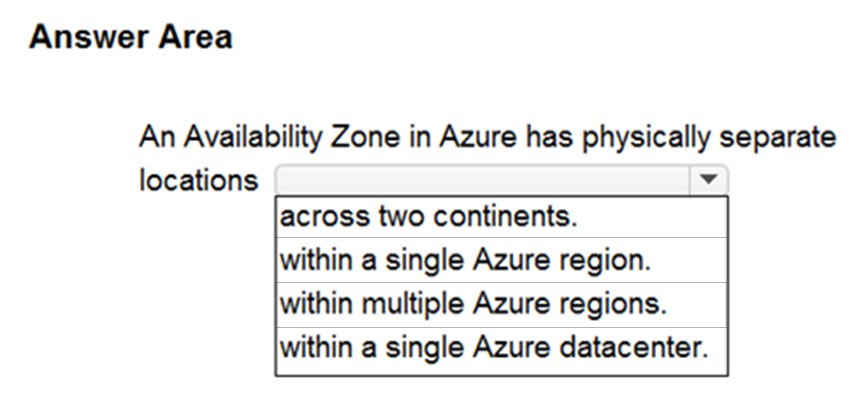 Answer Area
An Availability Zone in Azure has physically separate
locations
across two continents.
within a single Azure region.
within multiple Azure regions.
within a single Azure datacenter.